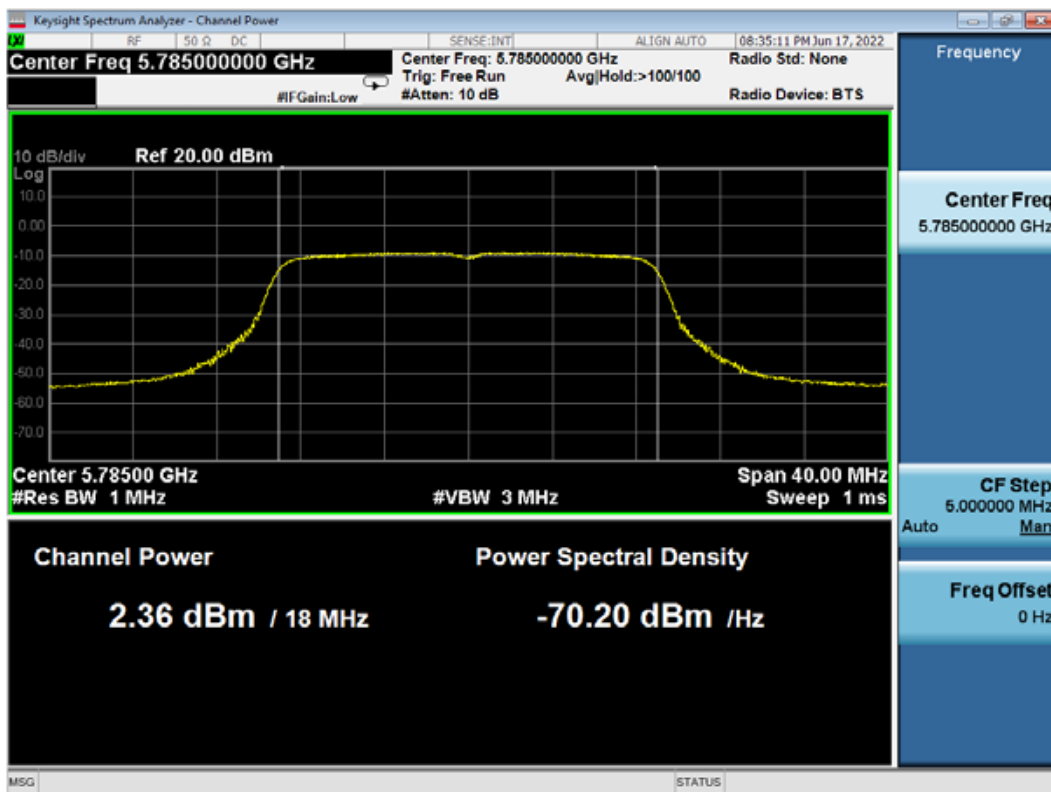 Keysight Spectrum Analyzer - Channel Power
LXI RF 50 Ω DC SENSE:INT ALIGN AUTO 08:35:11 PM Jun 17, 2022
Center Freq 5.785000000 GHz
Center Freq: 5.785000000 GHz Radio Std: None
Trig: Free Run Avg|Hold:>100/100
#IFGain:Low #Atten: 10 dB Radio Device: BTS
10 dB/div Ref 20.00 dBm
Log
10.0
0.00
-10.0
-20.0
-30.0
-40.0
-50.0
-60.0
-70.0
Center 5.78500 GHz Span 40.00 MHz
#Res BW 1 MHz #VBW 3 MHz Sweep 1 ms
Channel Power Power Spectral Density
2.36 dBm / 18 MHz -70.20 dBm /Hz
MSG STATUS
Frequency
Center Freq
5.785000000 GHz
CF Step
5.000000 MHz
Auto Man
Freq Offset
0 Hz